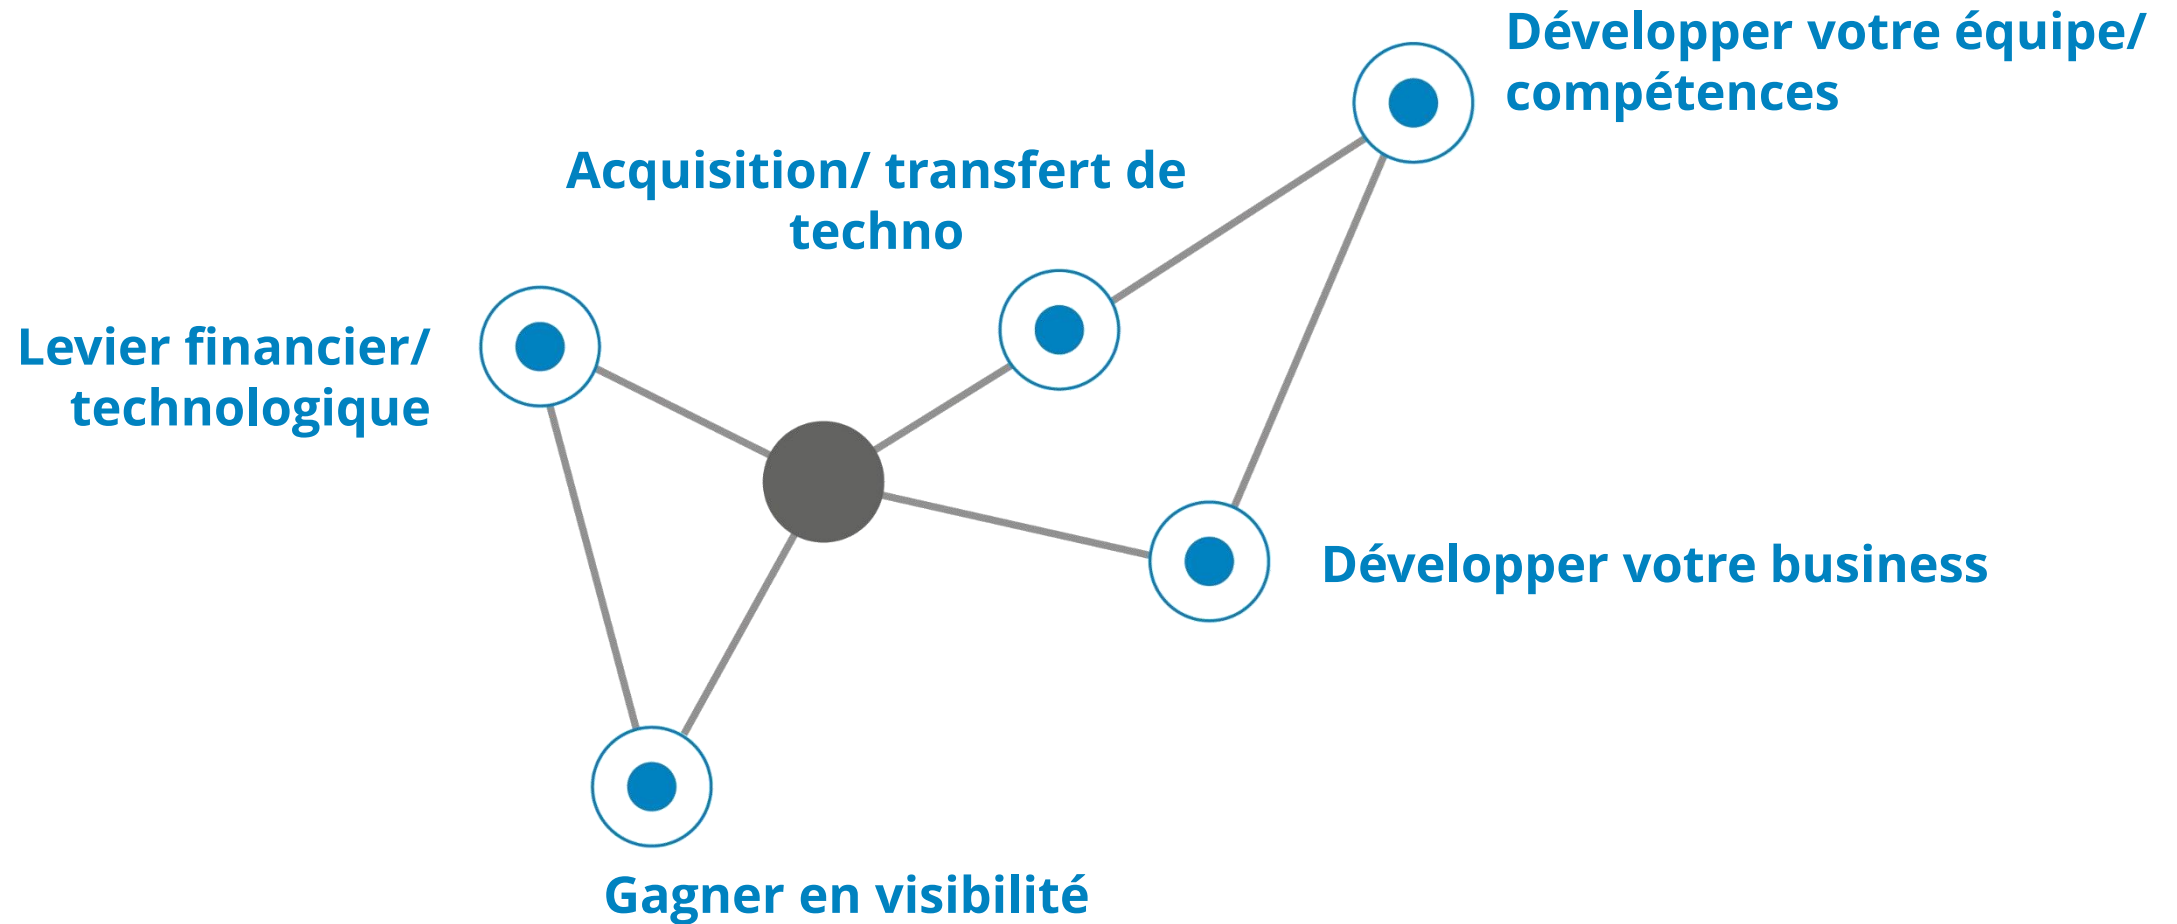 Développer votre équipe/
compétences
Acquisition/ transfert de
techno
Levier financier/
technologique
Développer votre business
Gagner en visibilité